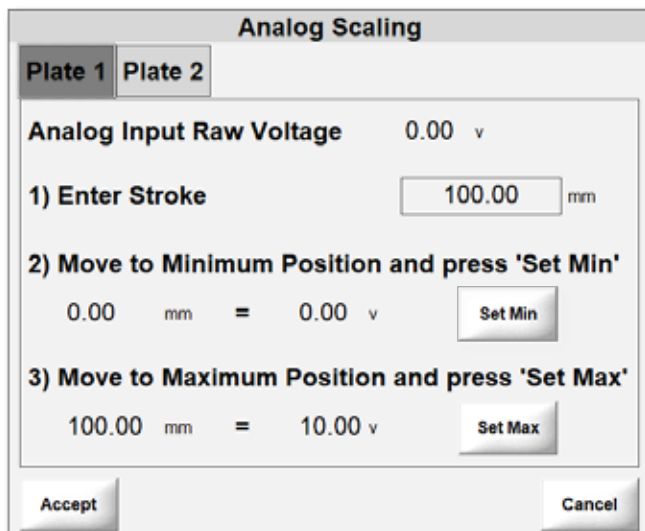 Analog Scaling
Plate 1 Plate 2
Analog Input Raw Voltage 0.00 v
1) Enter Stroke 100.00 mm
2) Move to Minimum Position and press 'Set Min'
0.00 mm = 0.00 v Set Min
3) Move to Maximum Position and press 'Set Max'
100.00 mm = 10.00 v Set Max
Accept Cancel